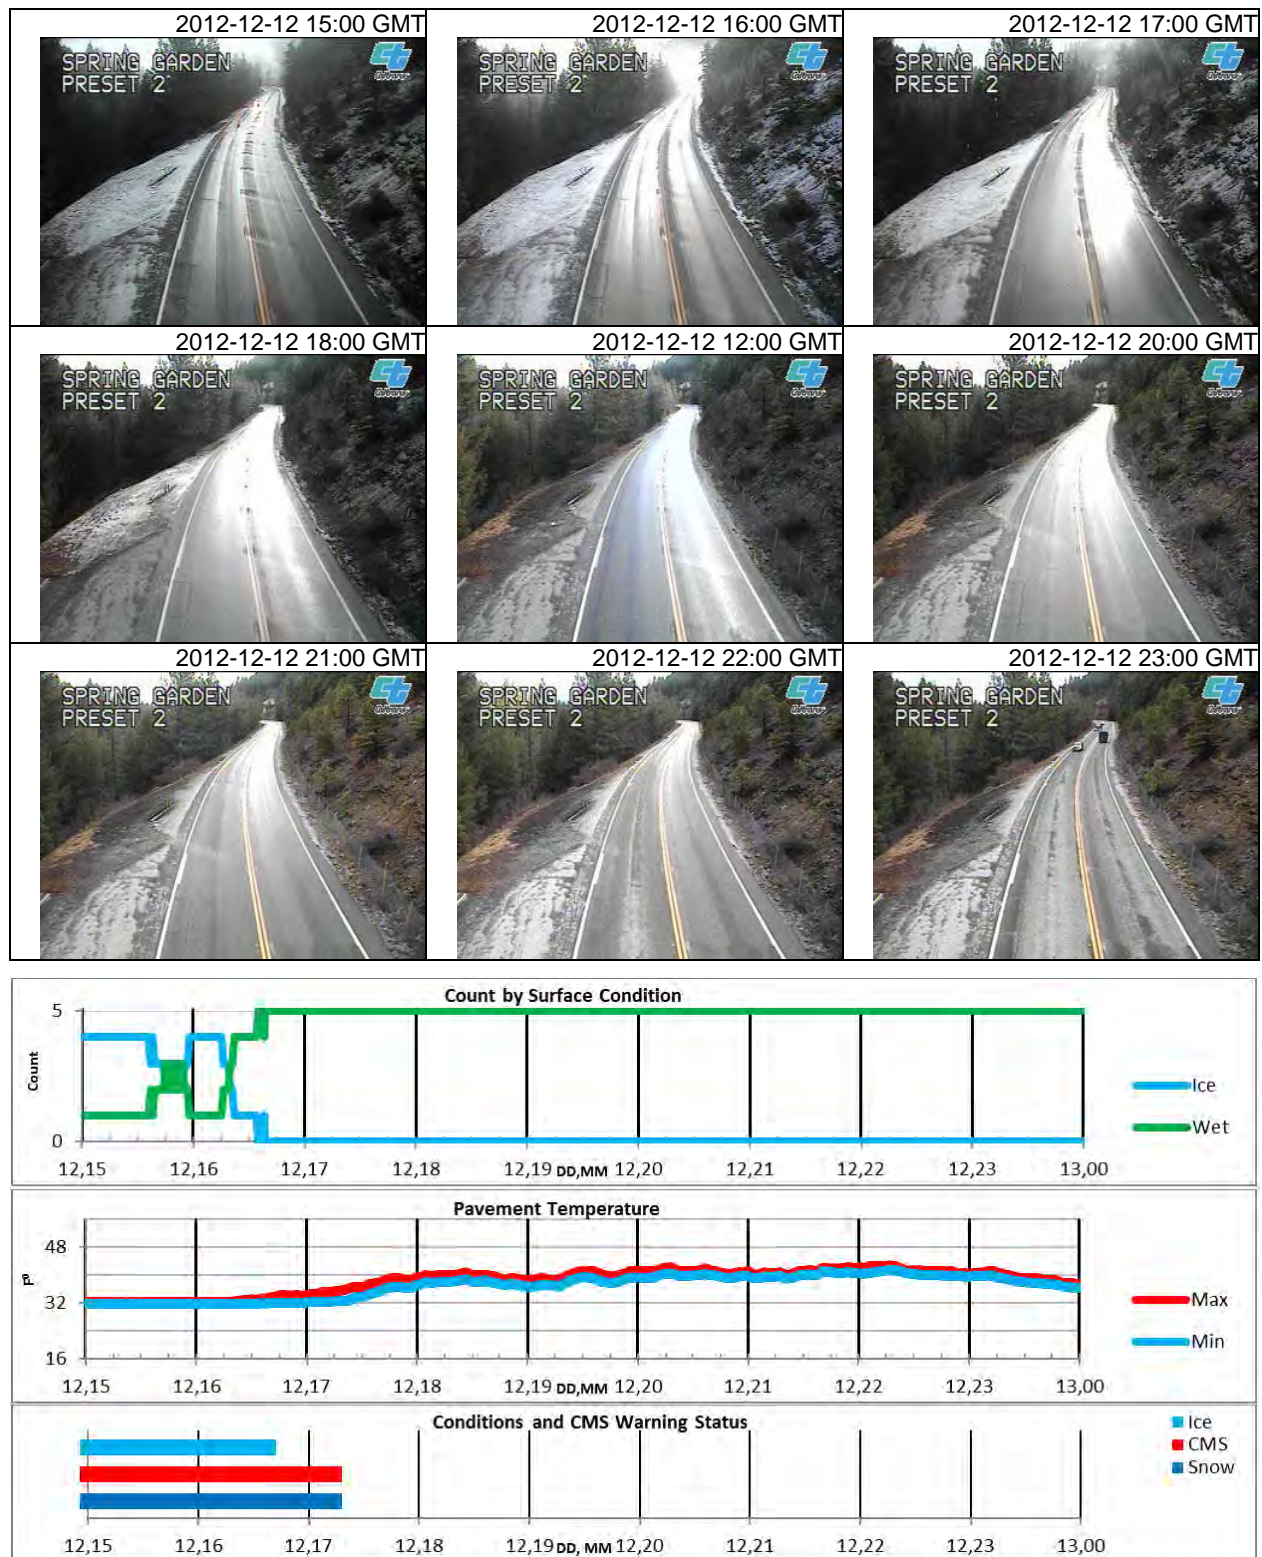 2012-12-12 15:00 GMT
2012-12-12 16:00 GMT
2012-12-12 17:00 GMT
SPRING GARDEN
PRESET 2
SPRING GARDEN
PRESET 2
SPRING GARDEN
PRESET 2
2012-12-12 18:00 GMT
2012-12-12 12:00 GMT
2012-12-12 20:00 GMT
SPRING GARDEN
PRESET 2
SPRING GARDEN
PRESET 2
SPRING GARDEN
PRESET 2
2012-12-12 21:00 GMT
2012-12-12 22:00 GMT
2012-12-12 23:00 GMT
SPRING GARDEN
PRESET 2
SPRING GARDEN
PRESET 2
SPRING GARDEN
PRESET 2
Count by Surface Condition
5
Count
0
Ice
Wet
12,15 12,16 12,17 12,18 12,19 DD,MM 12,20 12,21 12,22 12,23 13,00
Pavement Temperature
48
F⁰
32
16
Max
Min
12,15 12,16 12,17 12,18 12,19 DD,MM 12,20 12,21 12,22 12,23 13,00
Conditions and CMS Warning Status
Ice
CMS
Snow
12,15 12,16 12,17 12,18 12,19 DD, MM 12,20 12,21 12,22 12,23 13,00